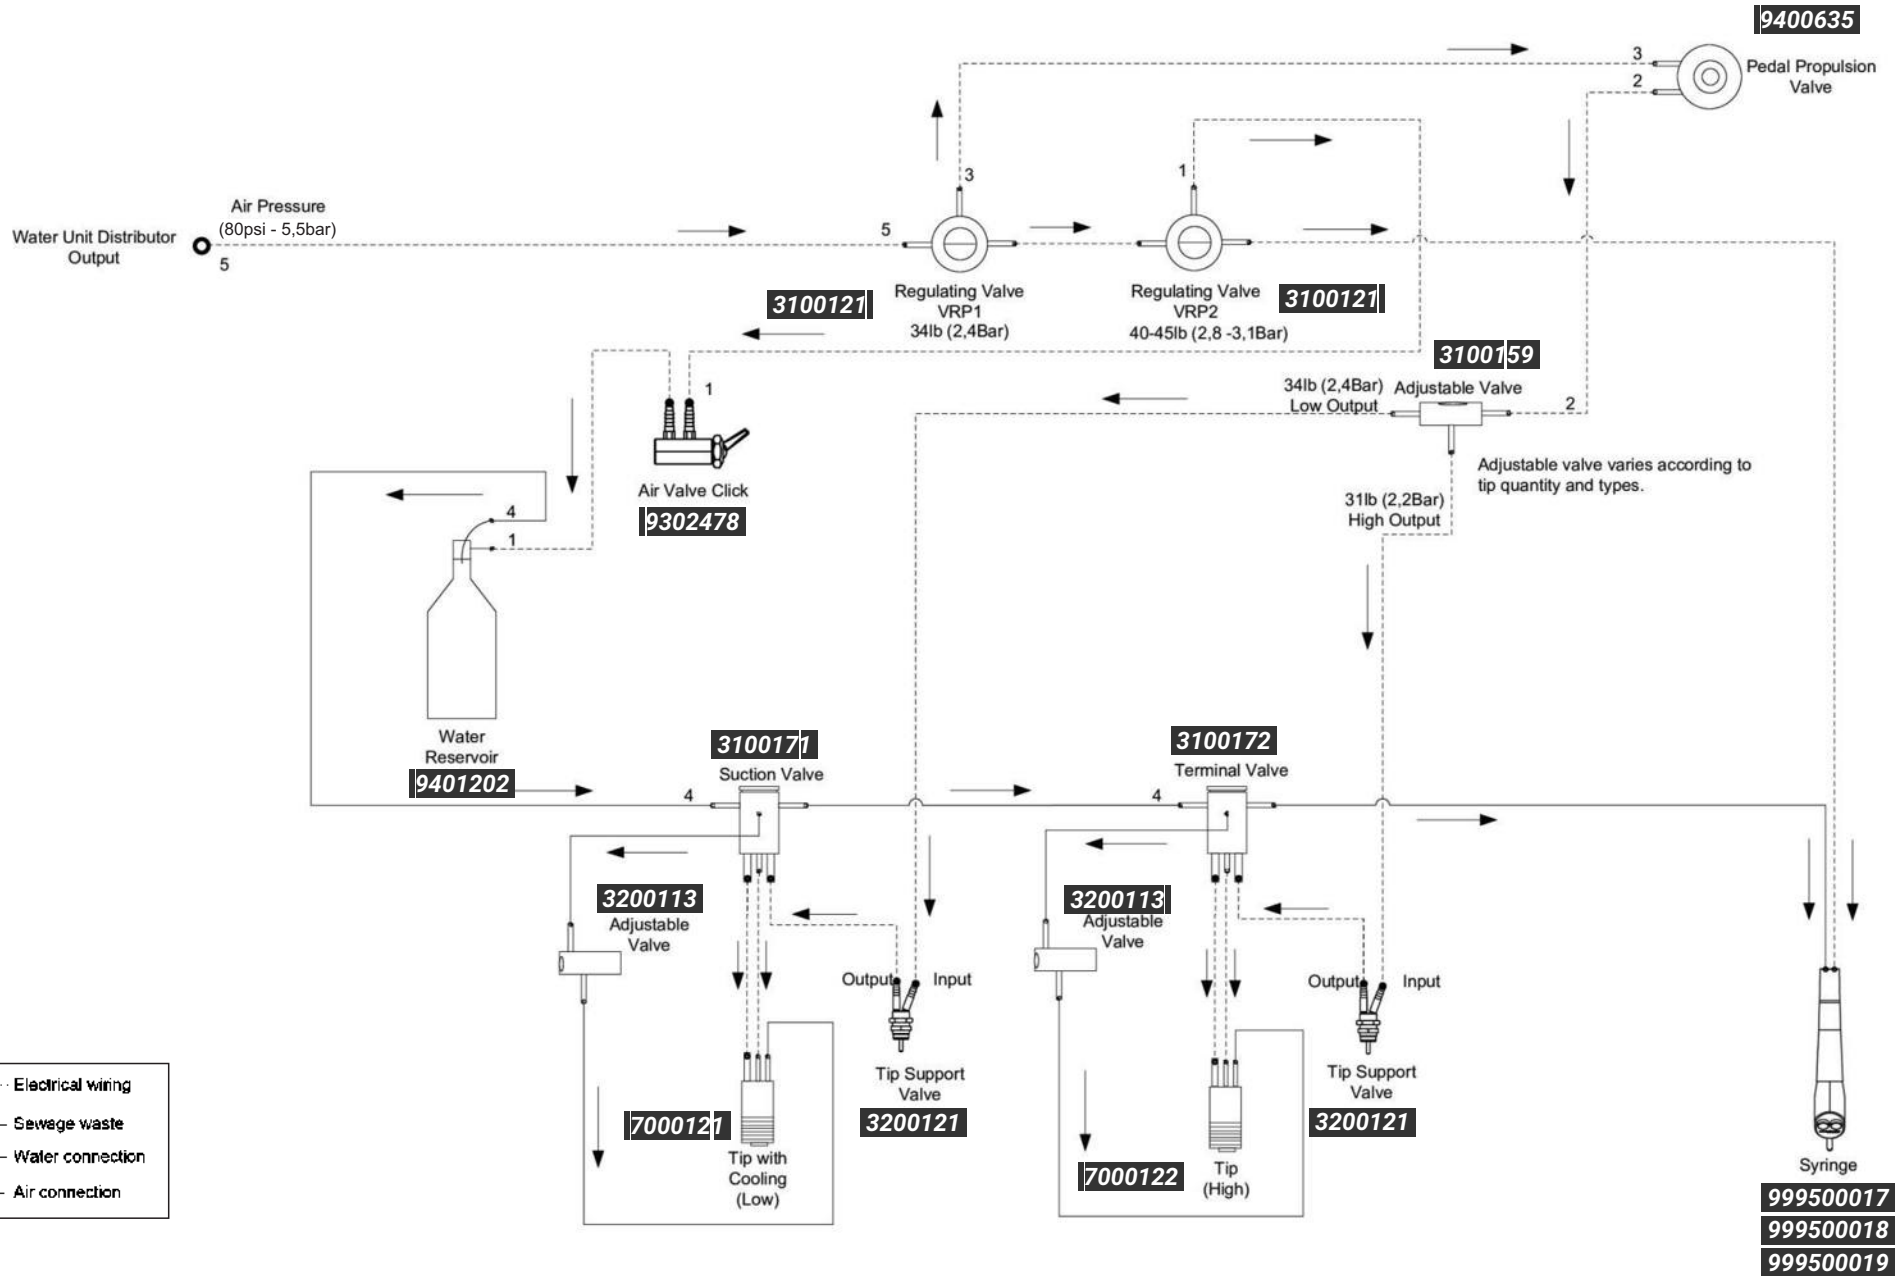 9400635
3
Pedal Propulsion
Valve
2
3
1
Air Pressure
(80psi - 5,5bar)
Water Unit Distributor
Output
5
5
Regulating Valve
VRP1
34lb (2,4Bar)
3100121
Regulating Valve
VRP2
40-45lb (2,8 -3,1Bar)
3100121
3100159
34lb (2,4Bar)
Low Output
Adjustable Valve
2
1
Adjustable valve varies according to
tip quantity and types.
Air Valve Click
9302478
31lb (2,2Bar)
High Output
4
1
Water
Reservoir
9401202
3100171
Suction Valve
4
3100172
Terminal Valve
4
3200113
Adjustable
Valve
3200113
Adjustable
Valve
Output
Input
Output
Input
Tip Support
Valve
3200121
Tip Support
Valve
3200121
Electrical wiring
Sewage waste
Water connection
Air connection
7000121
Tip with
Cooling
(Low)
7000122
Tip
(High)
Syringe
999500017
999500018
999500019